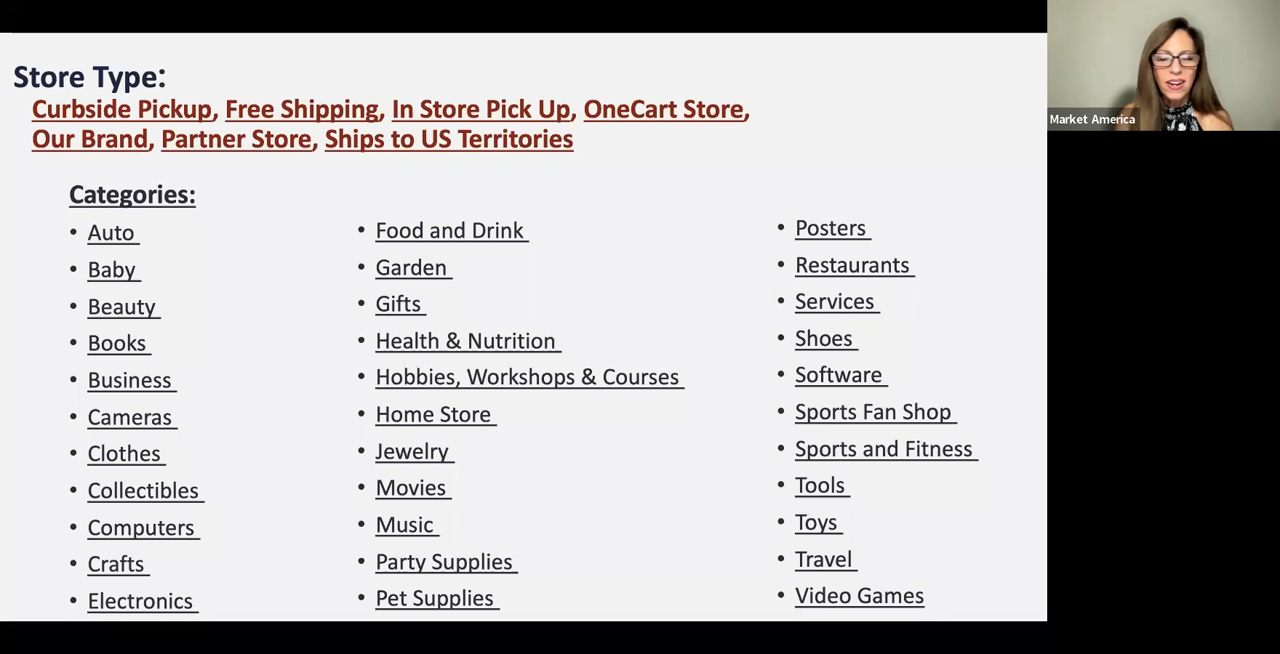 Store Type:
Curbside Pickup, Free Shipping, In Store Pick Up, OneCart Store,
Our Brand, Partner Store, Ships to US Territories
Categories:
• Auto
• Baby
• Beauty
• Books
• Business
• Cameras
• Clothes
• Collectibles
• Computers
• Crafts
• Electronics
• Food and Drink
• Garden
• Gifts
• Health & Nutrition
• Hobbies, Workshops & Courses
• Home Store
• Jewelry
• Movies
• Music
• Party Supplies
• Pet Supplies
• Posters
• Restaurants
• Services
• Shoes
• Software
• Sports Fan Shop
• Sports and Fitness
• Tools
• Toys
• Travel
• Video Games
Market America